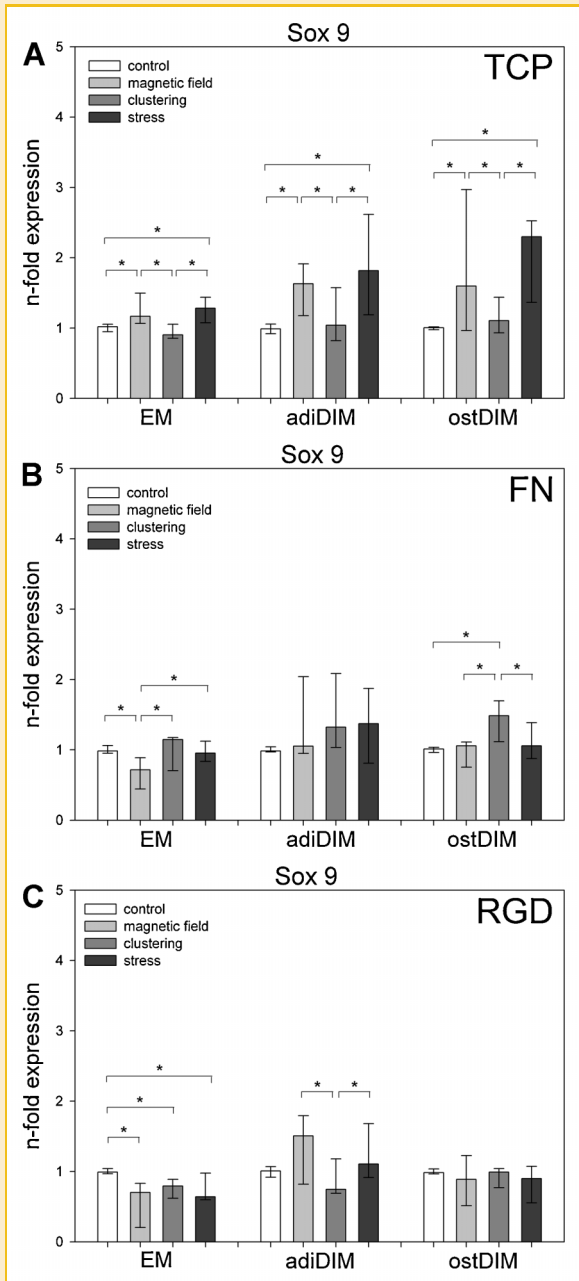 Sox 9
A
TCP
control
magnetic field
clustering
stress
n-fold expression
5
4
3
2
1
0
*
*
*
*
*
*
*
*
*
*
*
*
EM
adiDIM
ostDIM
Sox 9
B
FN
control
magnetic field
clustering
stress
n-fold expression
5
4
3
2
1
0
*
*
*
*
*
*
EM
adiDIM
ostDIM
Sox 9
C
RGD
control
magnetic field
clustering
stress
n-fold expression
5
4
3
2
1
0
*
*
*
*
*
EM
adiDIM
ostDIM